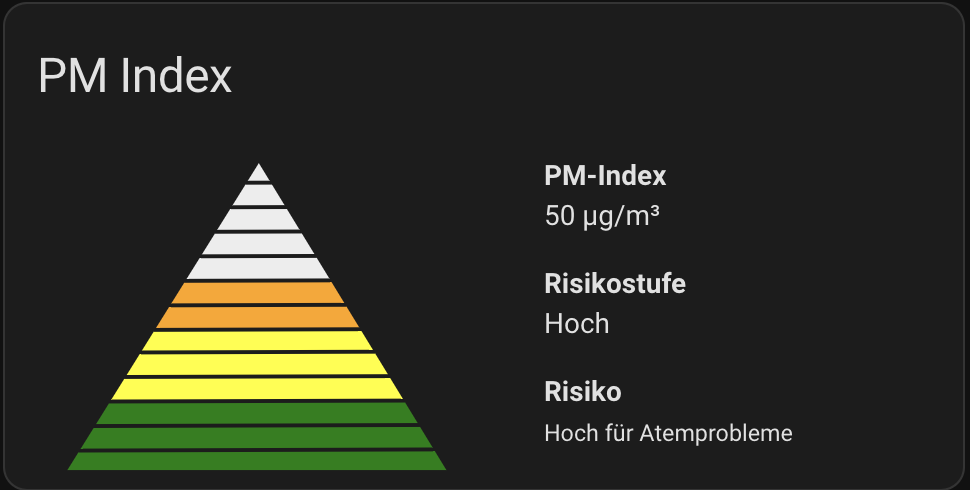 PM Index
PM-Index
50 µg/m³
Risikostufe
Hoch
Risiko
Hoch für Atemprobleme